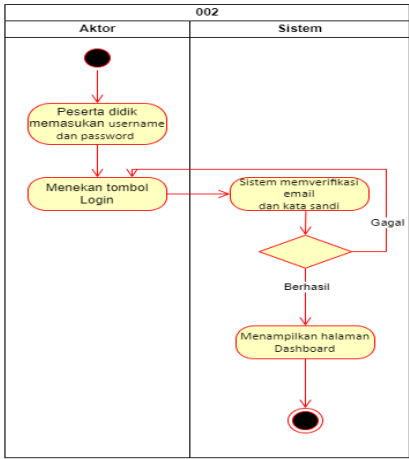 002
Aktor
Sistem
Peserta didik
memasukan username
dan password
Menekan tombol
Login
Sistem memverifikasi
email
dan kata sandi
Gagal
Berhasil
Menampilkan halaman
Dashboard